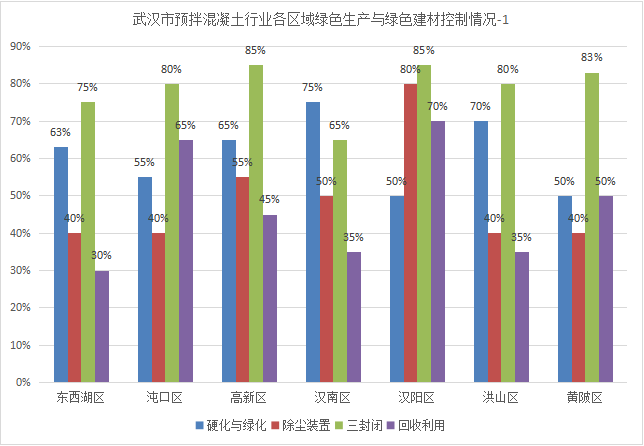 武汉市预拌混凝土行业各区域绿色生产与绿色建材控制情况-1
90%
80%
70%
60%
50%
40%
30%
20%
10%
0%
63% 40% 75% 30%
55% 40% 80% 65%
65% 55% 85% 45%
75% 50% 65% 35%
50% 80% 85% 70%
70% 40% 80% 35%
50% 40% 83% 50%
东西湖区 沌口区 高新区 汉南区 汉阳区 洪山区 黄陂区
硬化与绿化 除尘装置 三封闭 回收利用